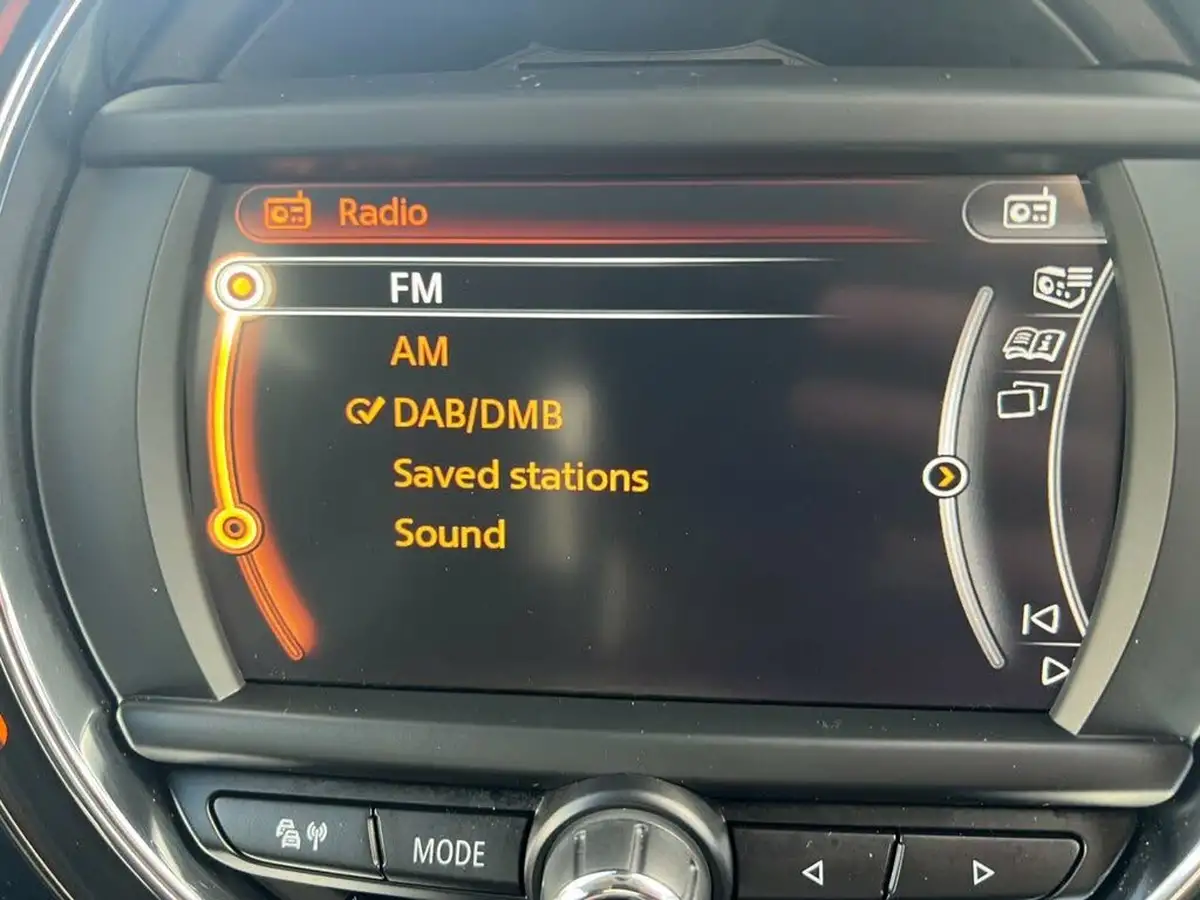 Radio
FM
AM
DAB/DMB
Saved stations
Sound
MODE